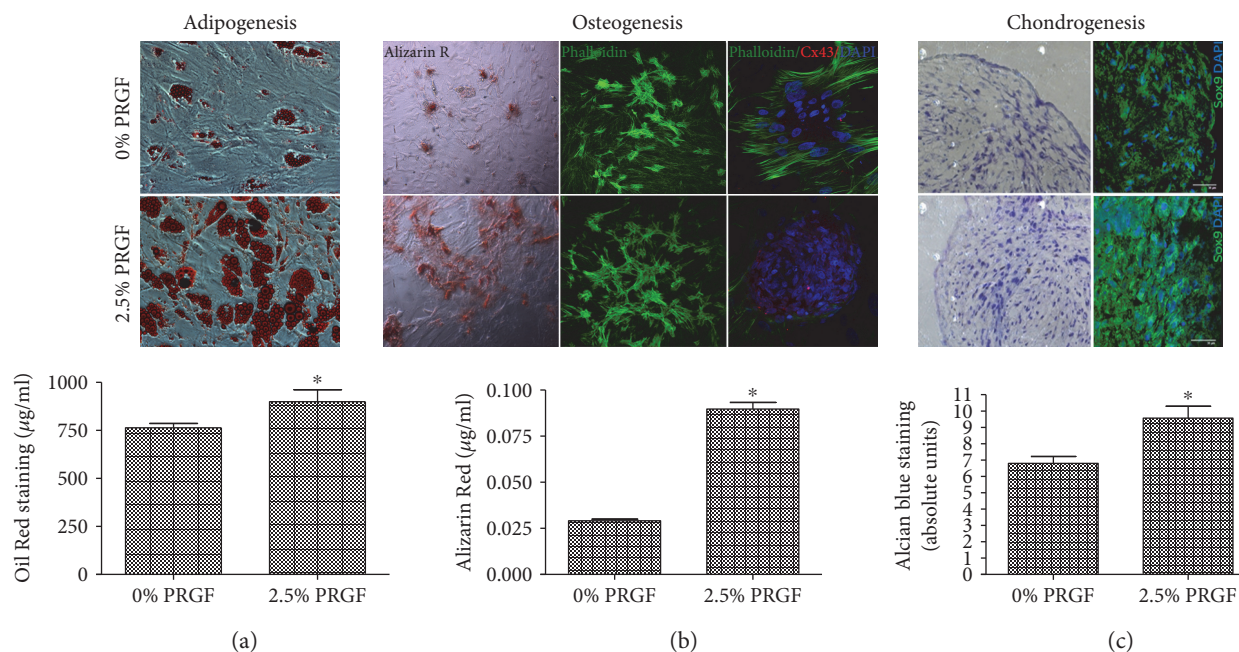 Adipogenesis
Osteogenesis
Chondrogenesis
0% PRGF
2.5% PRGF
Alizarin R
Phalloidin
Phalloidin/Cx43/DAPI
Sox9 DAPI
Sox9 DAPI
Oil Red staining (μg/ml)
1000
750
500
250
0
*
0% PRGF
2.5% PRGF
(a)
Alizarin Red (μg/ml)
0.100
0.075
0.050
0.025
0.000
*
0% PRGF
2.5% PRGF
(b)
Alcian blue staining
(absolute units)
11
10
9
8
7
6
5
4
3
2
1
0
*
0% PRGF
2.5% PRGF
(c)